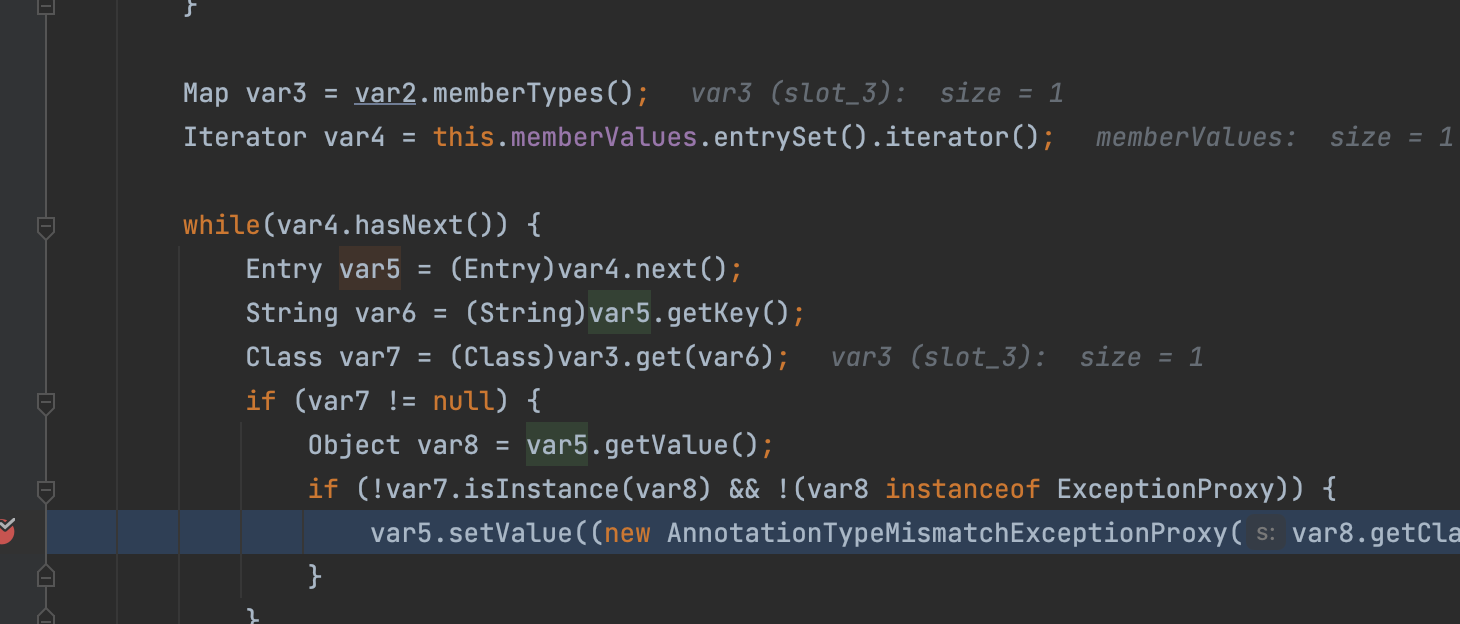 }
Map var3 = var2.memberTypes(); var3 (slot_3): size = 1
Iterator var4 = this.memberValues.entrySet().iterator(); memberValues: size = 1
while(var4.hasNext()) {
Entry var5 = (Entry)var4.next();
String var6 = (String)var5.getKey();
Class var7 = (Class)var3.get(var6); var3 (slot_3): size = 1
if (var7 != null) {
Object var8 = var5.getValue();
if (!var7.isInstance(var8) && !(var8 instanceof ExceptionProxy)) {
var5.setValue((new AnnotationTypeMismatchExceptionProxy( s: var8.getCla
}
}